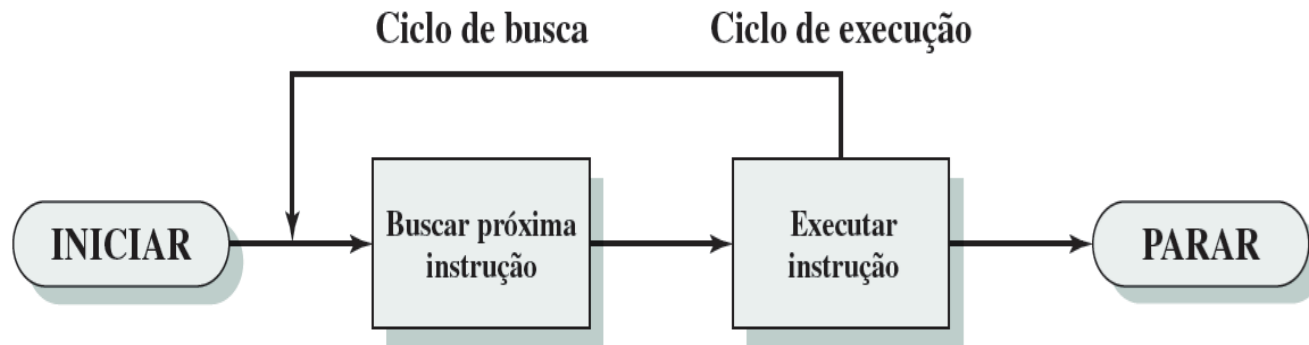 Ciclo de busca
Ciclo de execução
INICIAR
Buscar próxima
instrução
Executar
instrução
PARAR